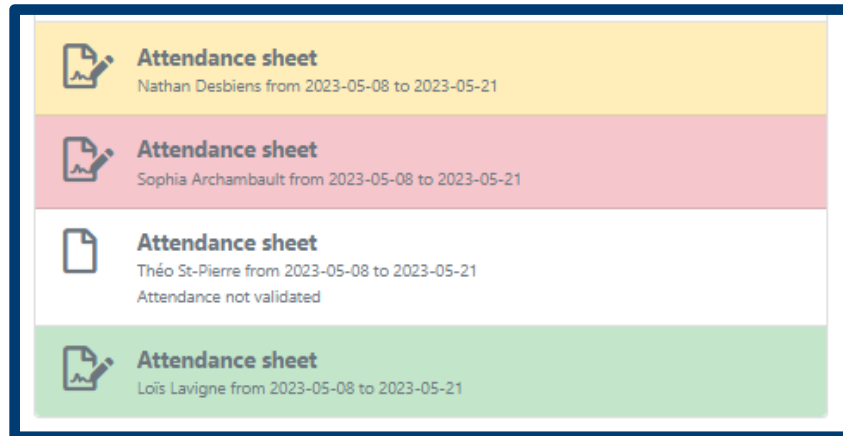 Attendance sheet
Nathan Desbiens from 2023-05-08 to 2023-05-21
Attendance sheet
Sophia Archambault from 2023-05-08 to 2023-05-21
Attendance sheet
Théo St-Pierre from 2023-05-08 to 2023-05-21
Attendance not validated
Attendance sheet
Loïs Lavigne from 2023-05-08 to 2023-05-21